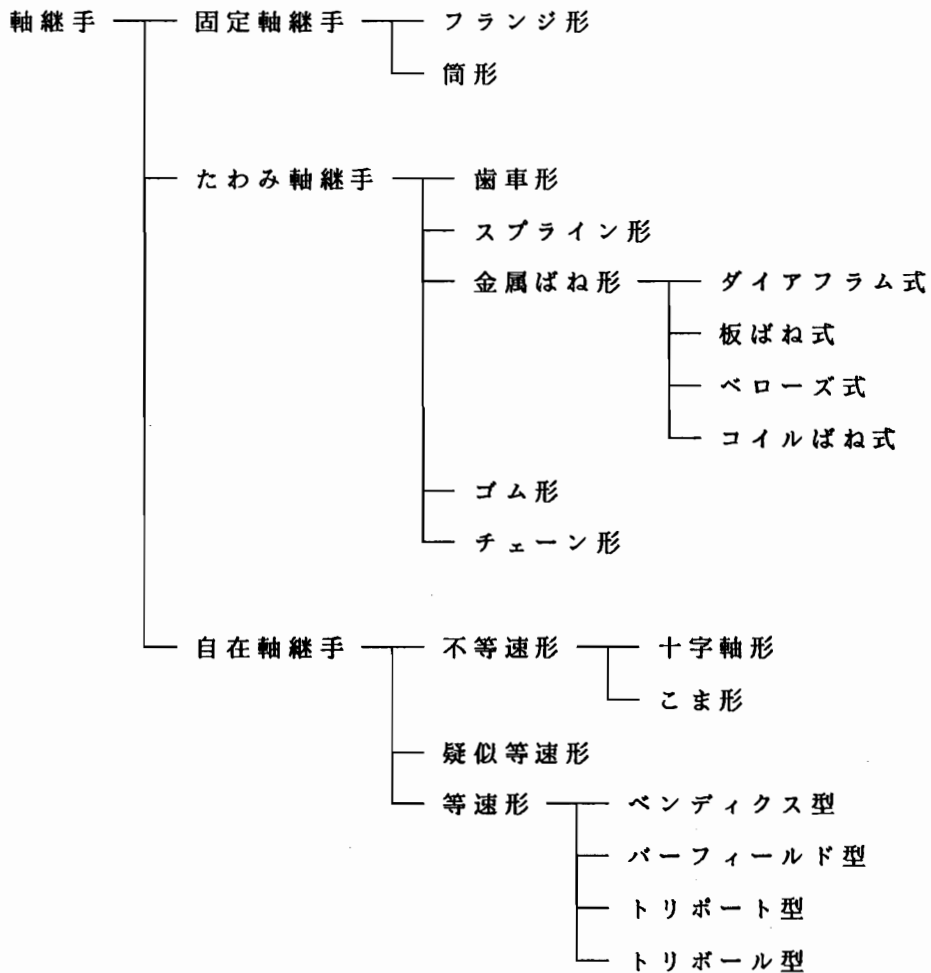 軸継手 固定軸継手 フランジ形
筒形
たわみ軸継手 歯車形
スプライン形
金属ばね形 ダイアフラム式
板ばね式
ベローズ式
コイルばね式
ゴム形
チェーン形
自在軸継手 不等速形 十字軸形
こま形
疑似等速形
等速形 ベンディクス型
バーフィールド型
トリポート型
トリボール型